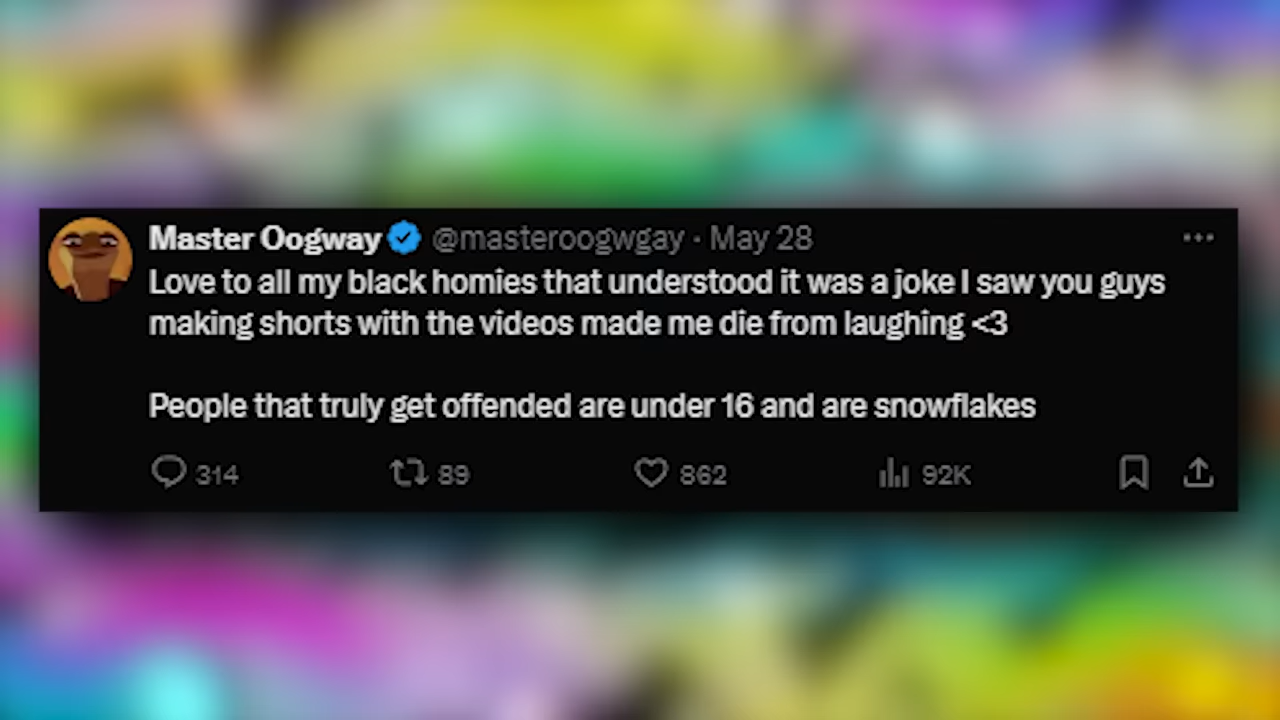 Master Oogway @masteroogwgay · May 28
Love to all my black homies that understood it was a joke I saw you guys
making shorts with the videos made me die from laughing <3
People that truly get offended are under 16 and are snowflakes
314 89 862 92K